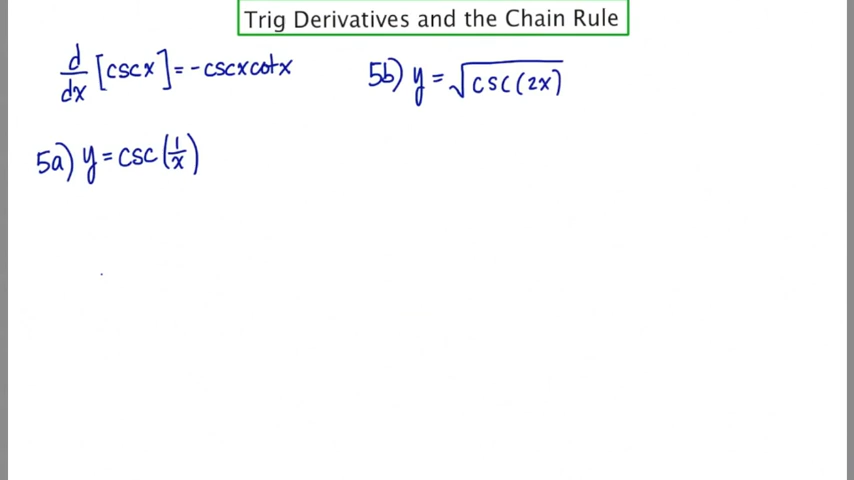 Trig Derivatives and the Chain Rule
d/dx [cscx] = -cscxcotx
5a) y = csc(1/x)
5b) y = √csc(2x)